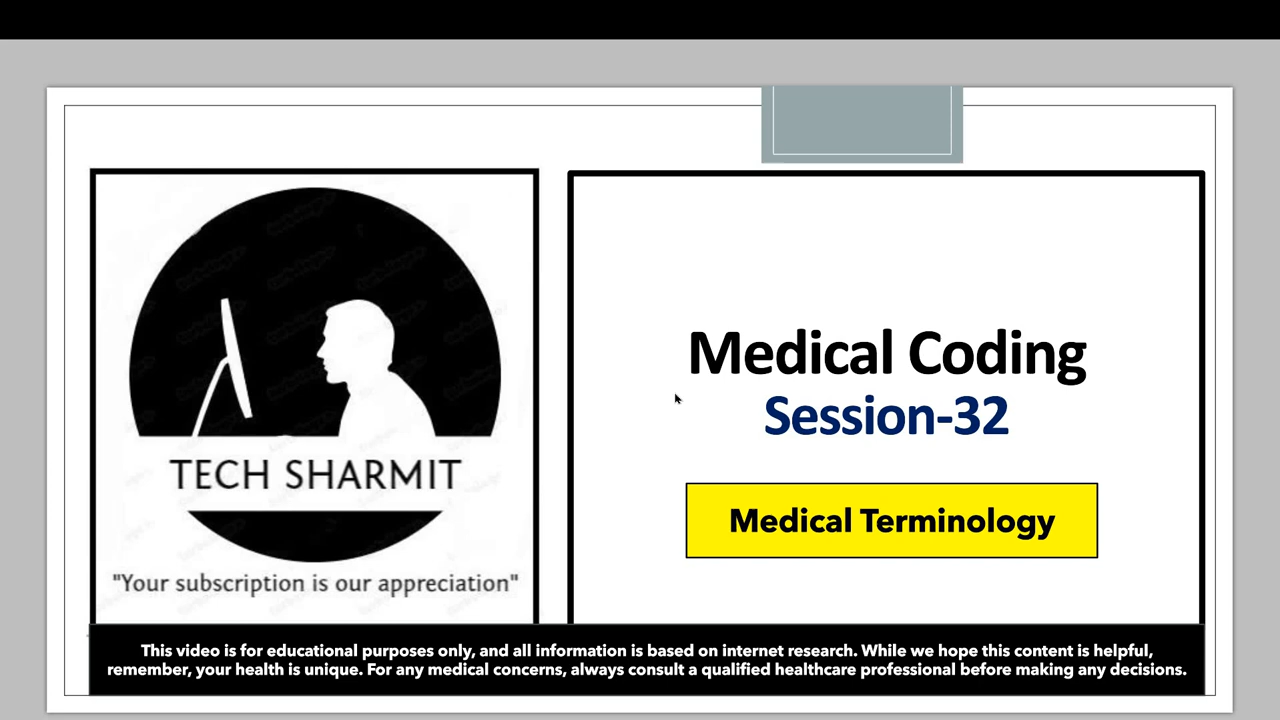 TECH SHARMIT
"Your subscription is our appreciation"
Medical Coding
Session-32
Medical Terminology
This video is for educational purposes only, and all information is based on internet research. While we hope this content is helpful,
remember, your health is unique. For any medical concerns, always consult a qualified healthcare professional before making any decisions.